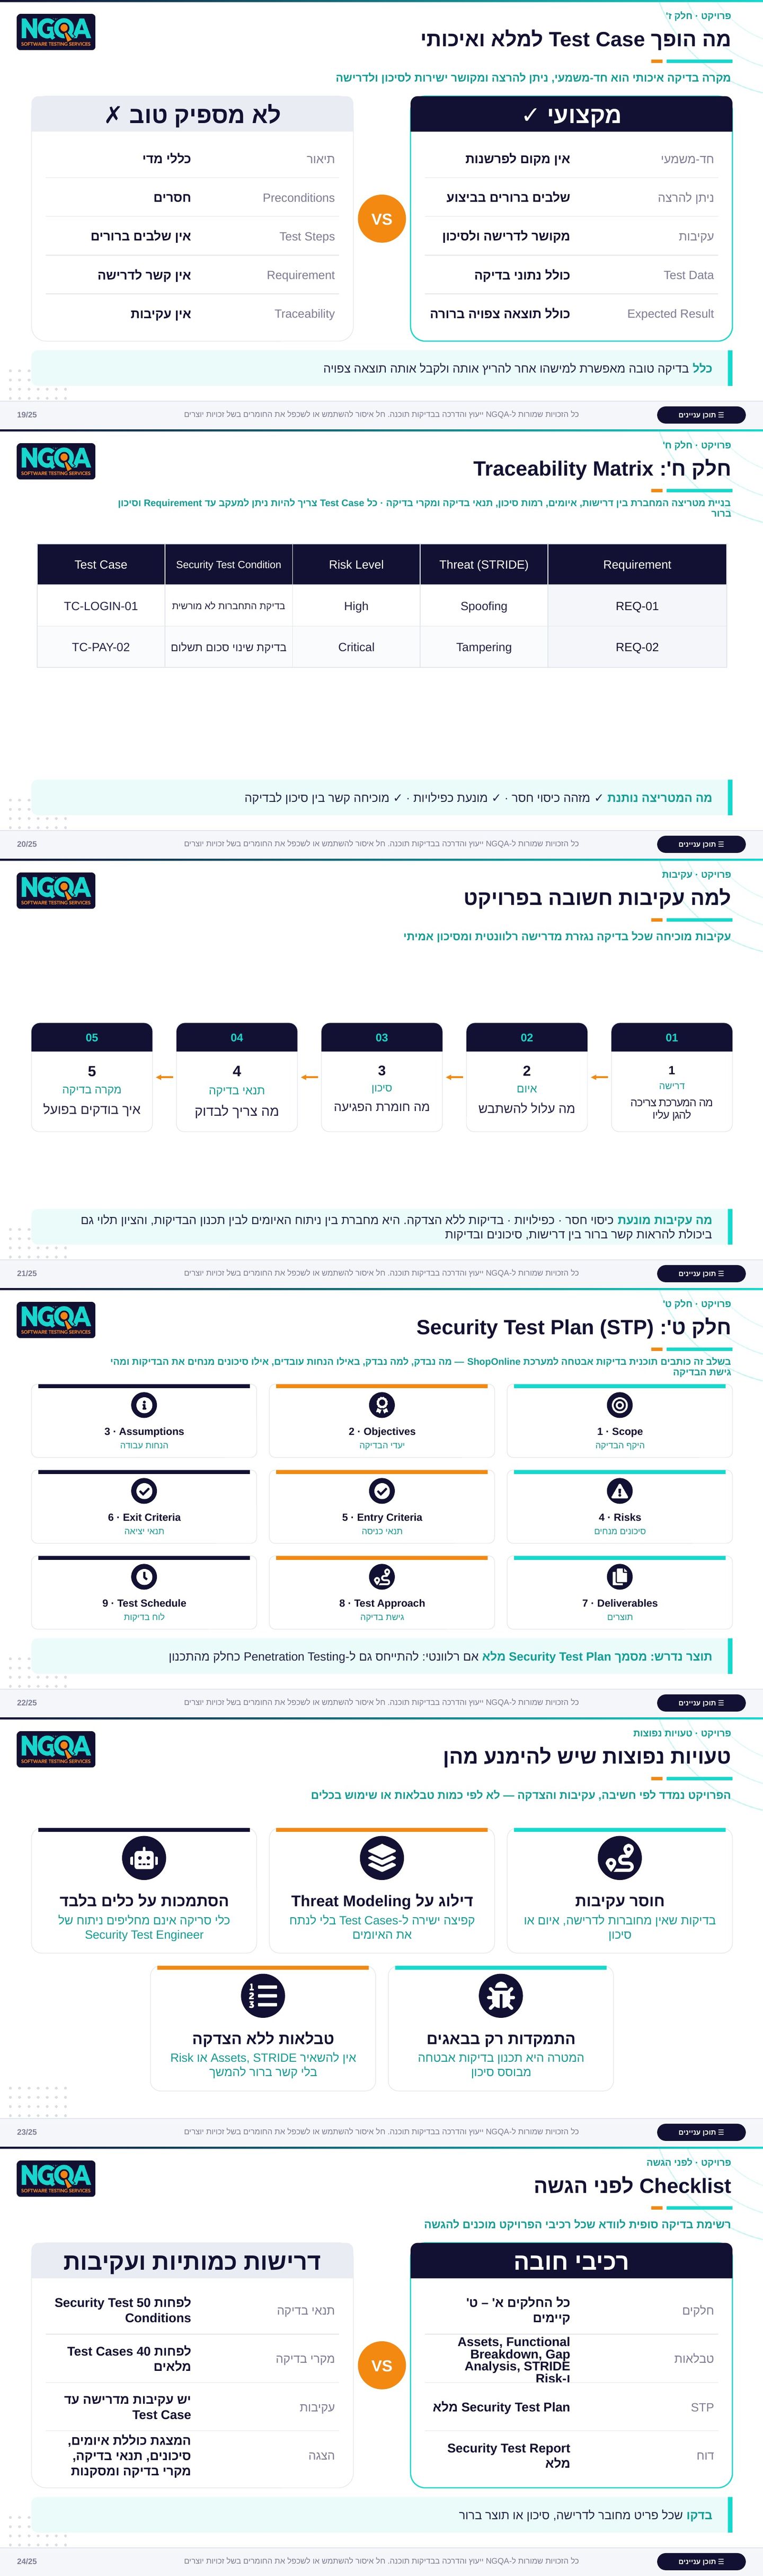 פרויקט · חלק ז'
NGQA
SOFTWARE TESTING SERVICES
מה הופך Test Case למלא ואיכותי
מקרה בדיקה איכותי הוא חד-משמעי, ניתן להרצה ומקושר ישירות לסיכון ולדרישה
מקצועי ✓
חד-משמעי אין מקום לפרשנות
ניתן להרצה שלבים ברורים בביצוע
עקיבות מקושר לדרישה ולסיכון
Test Data כולל נתוני בדיקה
Expected Result כולל תוצאה צפויה ברורה
VS
לא מספיק טוב ✗
תיאור כללי מדי
Preconditions חסרים
Test Steps אין שלבים ברורים
Requirement אין קשר לדרישה
Traceability אין עקיבות
כלל בדיקה טובה מאפשרת למישהו אחר להריץ אותה ולקבל אותה תוצאה צפויה
☰ תוכן עניינים
כל הזכויות שמורות ל-NGQA ייעוץ והדרכה בבדיקות תוכנה. חל איסור להשתמש או לשכפל את החומרים בשל זכויות יוצרים
19/25
פרויקט · חלק ח'
NGQA
SOFTWARE TESTING SERVICES
חלק ח': Traceability Matrix
בניית מטריצה המחברת בין דרישות, איומים, רמות סיכון, תנאי בדיקה ומקרי בדיקה · כל Test Case צריך להיות ניתן למעקב עד Requirement וסיכון
ברור
Requirement Threat (STRIDE) Risk Level Security Test Condition Test Case
REQ-01 Spoofing High בדיקת התחברות לא מורשית TC-LOGIN-01
REQ-02 Tampering Critical בדיקת שינוי סכום תשלום TC-PAY-02
מה המטריצה נותנת ✓ מזהה כיסוי חסר · ✓ מונעת כפילויות · ✓ מוכיחה קשר בין סיכון לבדיקה
☰ תוכן עניינים
כל הזכויות שמורות ל-NGQA ייעוץ והדרכה בבדיקות תוכנה. חל איסור להשתמש או לשכפל את החומרים בשל זכויות יוצרים
20/25
פרויקט · עקיבות
NGQA
SOFTWARE TESTING SERVICES
למה עקיבות חשובה בפרויקט
עקיבות מוכיחה שכל בדיקה נגזרת מדרישה רלוונטית ומסיכון אמיתי
01
1
דרישה
מה המערכת צריכה
להגן עליו
02
2
איום
מה עלול להשתבש
03
3
סיכון
מה חומרת הפגיעה
04
4
תנאי בדיקה
מה צריך לבדוק
05
5
מקרה בדיקה
איך בודקים בפועל
מה עקיבות מונעת כיסוי חסר · כפילויות · בדיקות ללא הצדקה. היא מחברת בין ניתוח האיומים לבין תכנון הבדיקות, והציון תלוי גם
ביכולת להראות קשר ברור בין דרישות, סיכונים ובדיקות
☰ תוכן עניינים
כל הזכויות שמורות ל-NGQA ייעוץ והדרכה בבדיקות תוכנה. חל איסור להשתמש או לשכפל את החומרים בשל זכויות יוצרים
21/25
פרויקט · חלק ט'
NGQA
SOFTWARE TESTING SERVICES
חלק ט': Security Test Plan (STP)
בשלב זה כותבים תוכנית בדיקות אבטחה למערכת ShopOnline — מה נבדק, למה נבדק, באילו הנחות עובדים, אילו סיכונים מנחים את הבדיקות ומהי
גישת הבדיקה
1 · Scope
היקף הבדיקה
2 · Objectives
יעדי הבדיקה
3 · Assumptions
הנחות עבודה
4 · Risks
סיכונים מנחים
5 · Entry Criteria
תנאי כניסה
6 · Exit Criteria
תנאי יציאה
7 · Deliverables
תוצרים
8 · Test Approach
גישת בדיקה
9 · Test Schedule
לוח בדיקות
תוצר נדרש: מסמך Security Test Plan מלא אם רלוונטי: להתייחס גם ל-Penetration Testing כחלק מהתכנון
☰ תוכן עניינים
כל הזכויות שמורות ל-NGQA ייעוץ והדרכה בבדיקות תוכנה. חל איסור להשתמש או לשכפל את החומרים בשל זכויות יוצרים
22/25
פרויקט · טעויות נפוצות
NGQA
SOFTWARE TESTING SERVICES
טעויות נפוצות שיש להימנע מהן
הפרויקט נמדד לפי חשיבה, עקיבות והצדקה — לא לפי כמות טבלאות או שימוש בכלים
חוסר עקיבות
בדיקות שאין מחוברות לדרישה, איום או
סיכון
דילוג על Threat Modeling
קפיצה ישירה ל-Test Cases בלי לנתח
את האיומים
הסתמכות על כלים בלבד
כלי סריקה אינם מחליפים ניתוח של
Security Test Engineer
התמקדות רק בבאגים
המטרה היא תכנון בדיקות אבטחה
מבוסס סיכון
1
2
3
טבלאות ללא הצדקה
אין להשאיר Assets, STRIDE או Risk
בלי קשר ברור להמשך
☰ תוכן עניינים
כל הזכויות שמורות ל-NGQA ייעוץ והדרכה בבדיקות תוכנה. חל איסור להשתמש או לשכפל את החומרים בשל זכויות יוצרים
23/25
פרויקט · לפני הגשה
NGQA
SOFTWARE TESTING SERVICES
Checklist לפני הגשה
רשימת בדיקה סופית לוודא שכל רכיבי הפרויקט מוכנים להגשה
רכיבי חובה
חלקים כל החלקים א' – ט'
קיימים
טבלאות Assets, Functional
Breakdown, Gap
Analysis, STRIDE
ו-Risk
STP Security Test Plan מלא
דוח Security Test Report
מלא
VS
דרישות כמותיות ועקיבות
תנאי בדיקה לפחות 50 Security Test
Conditions
מקרי בדיקה לפחות 40 Test Cases
מלאים
עקיבות יש עקיבות מדרישה עד
Test Case
הצגה המצגת כוללת איומים,
סיכונים, תנאי בדיקה,
מקרי בדיקה ומסקנות
בדקו שכל פריט מחובר לדרישה, סיכון או תוצר ברור
☰ תוכן עניינים
כל הזכויות שמורות ל-NGQA ייעוץ והדרכה בבדיקות תוכנה. חל איסור להשתמש או לשכפל את החומרים בשל זכויות יוצרים
24/25